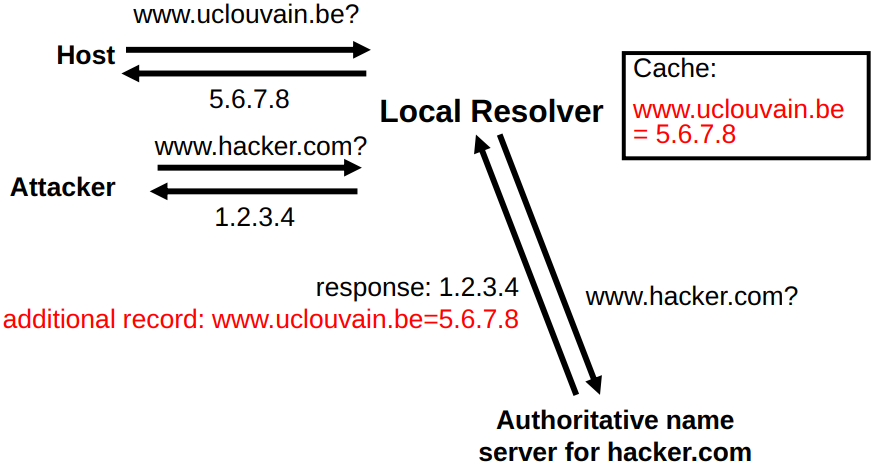 www.uclouvain.be?
Host
5.6.7.8
Cache:
www.uclouvain.be
= 5.6.7.8
Local Resolver
www.hacker.com?
Attacker
1.2.3.4
response: 1.2.3.4
additional record: www.uclouvain.be=5.6.7.8
www.hacker.com?
Authoritative name
server for hacker.com